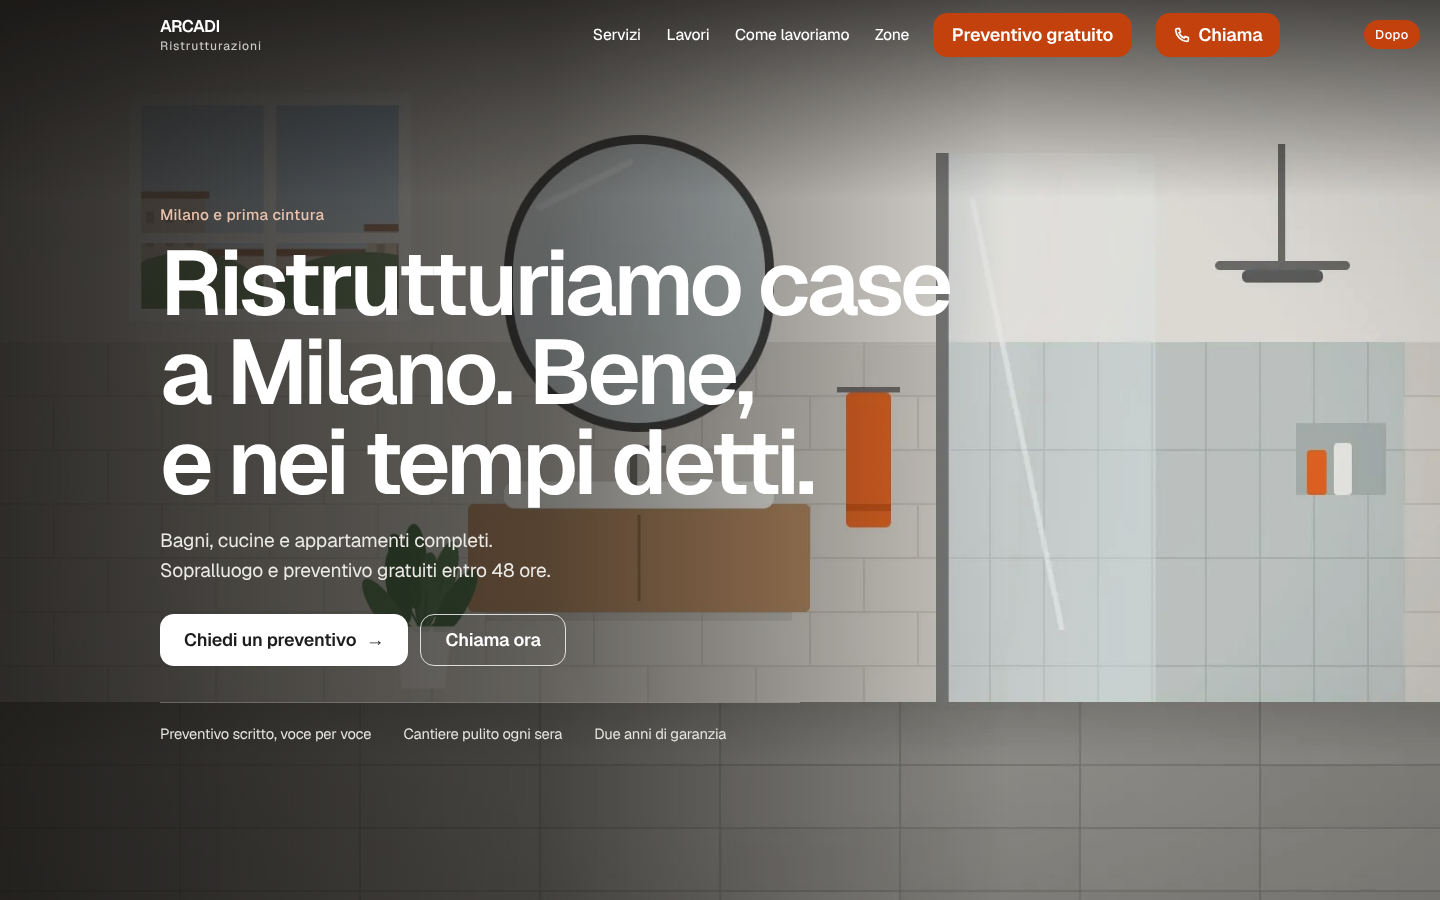 ARCADI
Ristrutturazioni
Servizi
Lavori
Come lavoriamo
Zone
Preventivo gratuito
Chiama
Dopo
Milano e prima cintura
Ristrutturiamo case
a Milano. Bene,
e nei tempi detti.
Bagni, cucine e appartamenti completi.
Sopralluogo e preventivo gratuiti entro 48 ore.
Chiedi un preventivo →
Chiama ora
Preventivo scritto, voce per voce
Cantiere pulito ogni sera
Due anni di garanzia